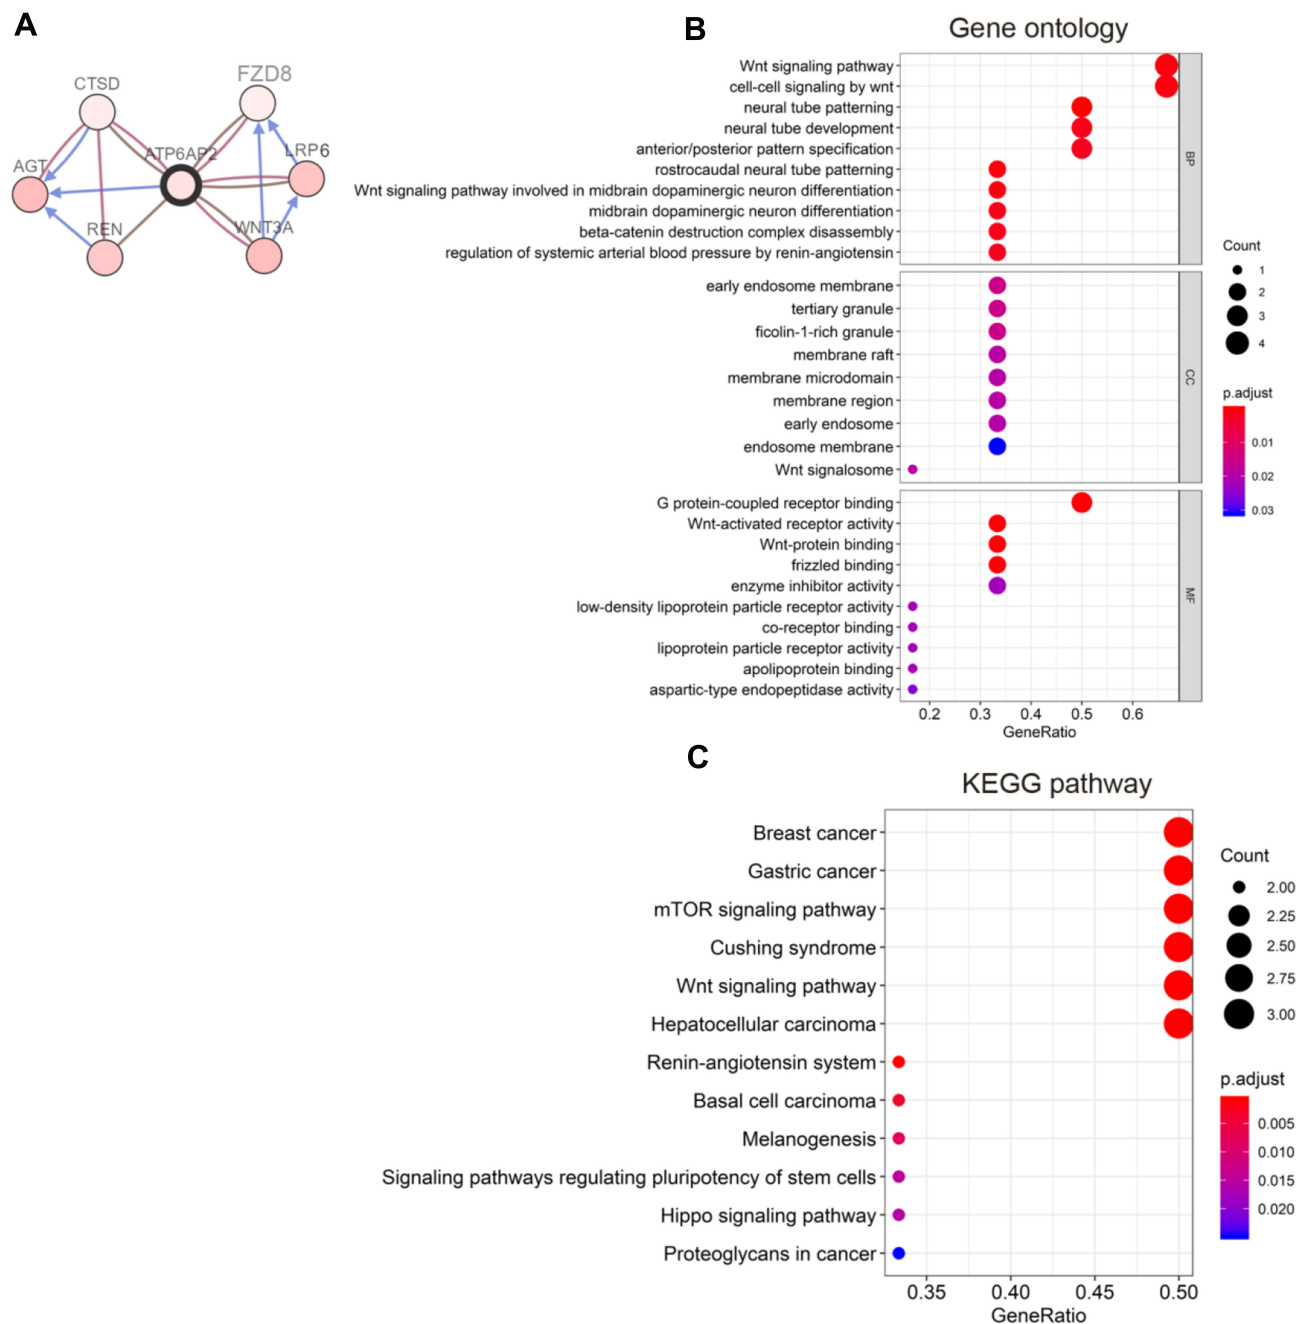 A
CTSD
FZD8
ATP6AP2
LRP6
AGT
REN
WNT3A
B
Gene ontology
Wnt signaling pathway
cell-cell signaling by wnt
neural tube patterning
neural tube development
anterior/posterior pattern specification
rostrocaudal neural tube patterning
Wnt signaling pathway involved in midbrain dopaminergic neuron differentiation
midbrain dopaminergic neuron differentiation
beta-catenin destruction complex disassembly
regulation of systemic arterial blood pressure by renin-angiotensin
BP
early endosome membrane
tertiary granule
ficolin-1-rich granule
membrane raft
membrane microdomain
membrane region
early endosome
endosome membrane
Wnt signalosome
CC
G protein-coupled receptor binding
Wnt-activated receptor activity
Wnt-protein binding
frizzled binding
enzyme inhibitor activity
low-density lipoprotein particle receptor activity
co-receptor binding
lipoprotein particle receptor activity
apolipoprotein binding
aspartic-type endopeptidase activity
MF
0.2 0.3 0.4 0.5 0.6
GeneRatio
Count
1
2
3
4
p.adjust
0.01
0.02
0.03
C
KEGG pathway
Breast cancer
Gastric cancer
mTOR signaling pathway
Cushing syndrome
Wnt signaling pathway
Hepatocellular carcinoma
Renin-angiotensin system
Basal cell carcinoma
Melanogenesis
Signaling pathways regulating pluripotency of stem cells
Hippo signaling pathway
Proteoglycans in cancer
0.35 0.40 0.45 0.50
GeneRatio
Count
2.00
2.25
2.50
2.75
3.00
p.adjust
0.005
0.010
0.015
0.020